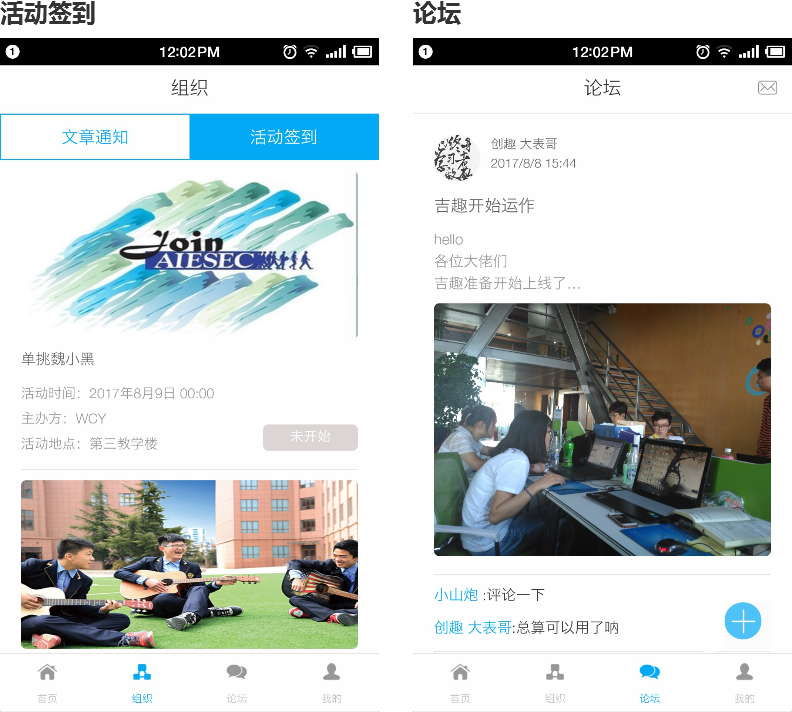 活动签到
1
12:02PM
组织
文章通知
活动签到
Join
AIESEC
单挑魏小黑
活动时间：2017年8月9日 00:00
主办方：WCY
活动地点：第三教学楼
未开始
首页
组织
论坛
我的
论坛
1
12:02PM
论坛
创趣 大表哥
2017/8/8 15:44
吉趣开始运作
hello
各位大佬们
吉趣准备开始上线了...
小山炮 :评论一下
创趣 大表哥:总算可以用了呐
首页
组织
论坛
我的